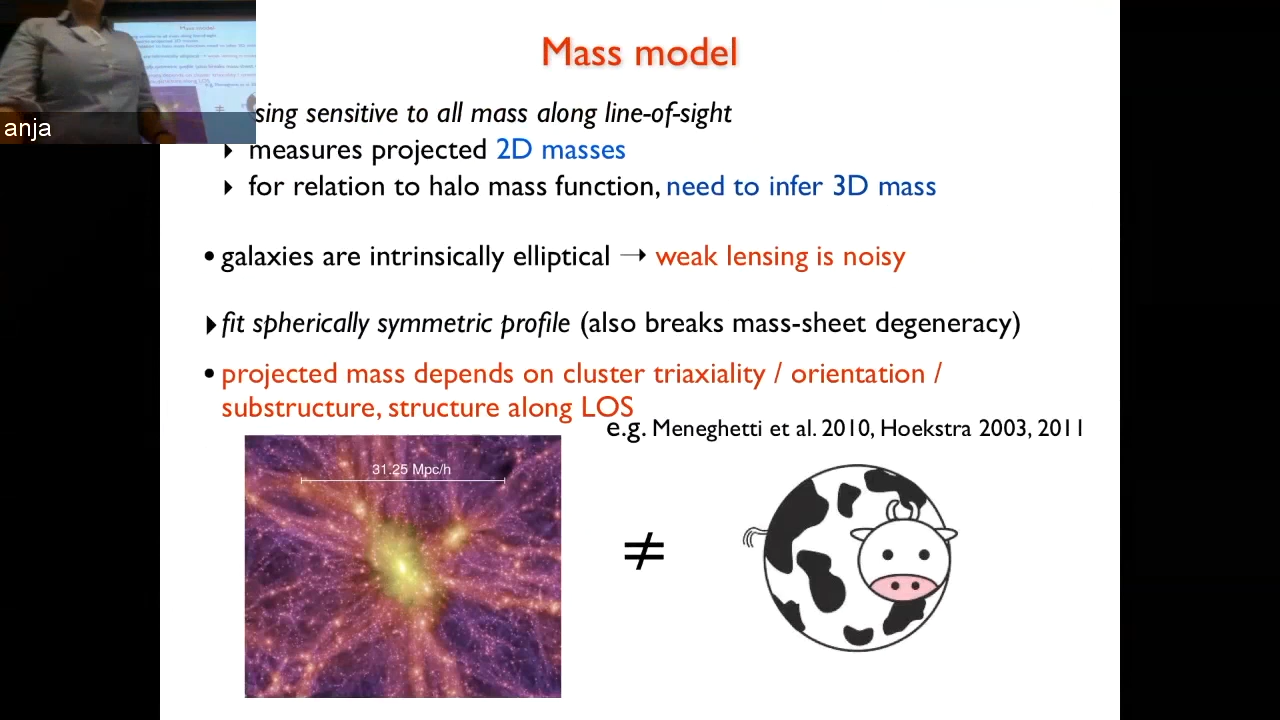 Mass model
sing sensitive to all mass along line-of-sight
anja
‣ measures projected 2D masses
‣ for relation to halo mass function, need to infer 3D mass
• galaxies are intrinsically elliptical → weak lensing is noisy
‣ fit spherically symmetric profile (also breaks mass-sheet degeneracy)
• projected mass depends on cluster triaxiality / orientation /
substructure, structure along LOS
e.g. Meneghetti et al. 2010, Hoekstra 2003, 2011
31.25 Mpc/h
≠